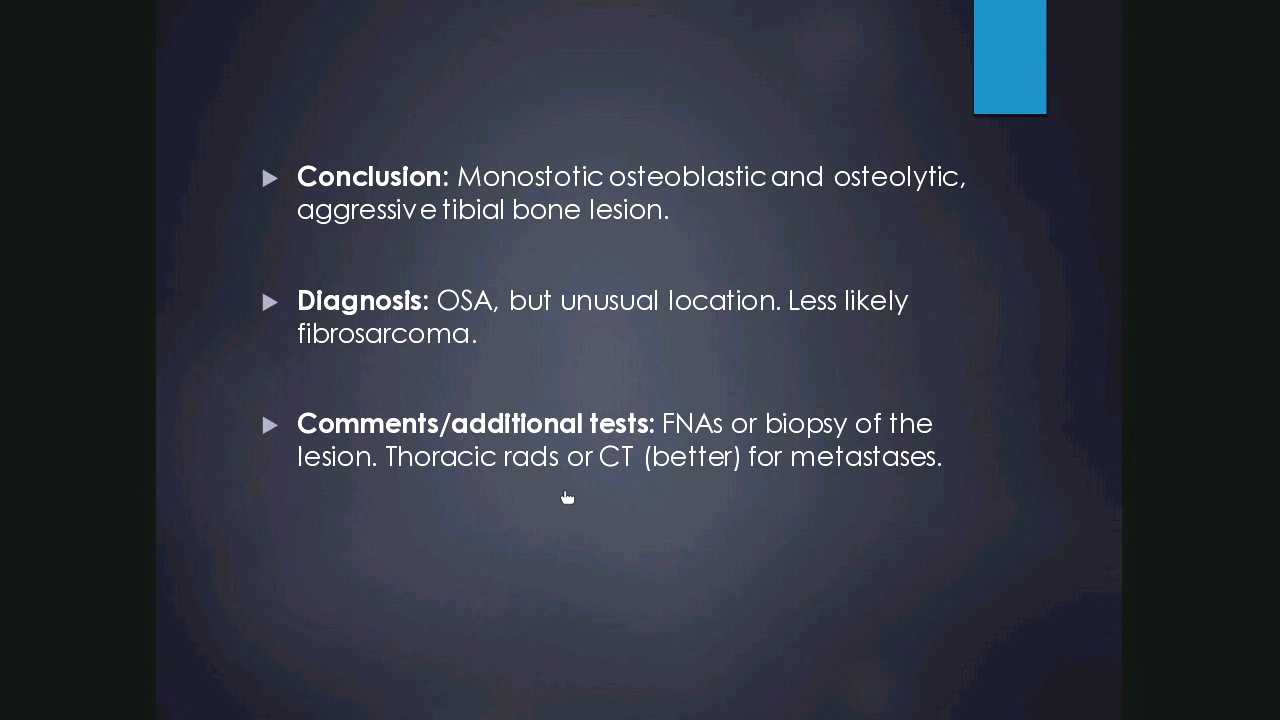 Conclusion: Monostotic osteoblastic and osteolytic,
aggressive tibial bone lesion.
Diagnosis: OSA, but unusual location. Less likely
fibrosarcoma.
Comments/additional tests: FNAs or biopsy of the
lesion. Thoracic rads or CT (better) for metastases.